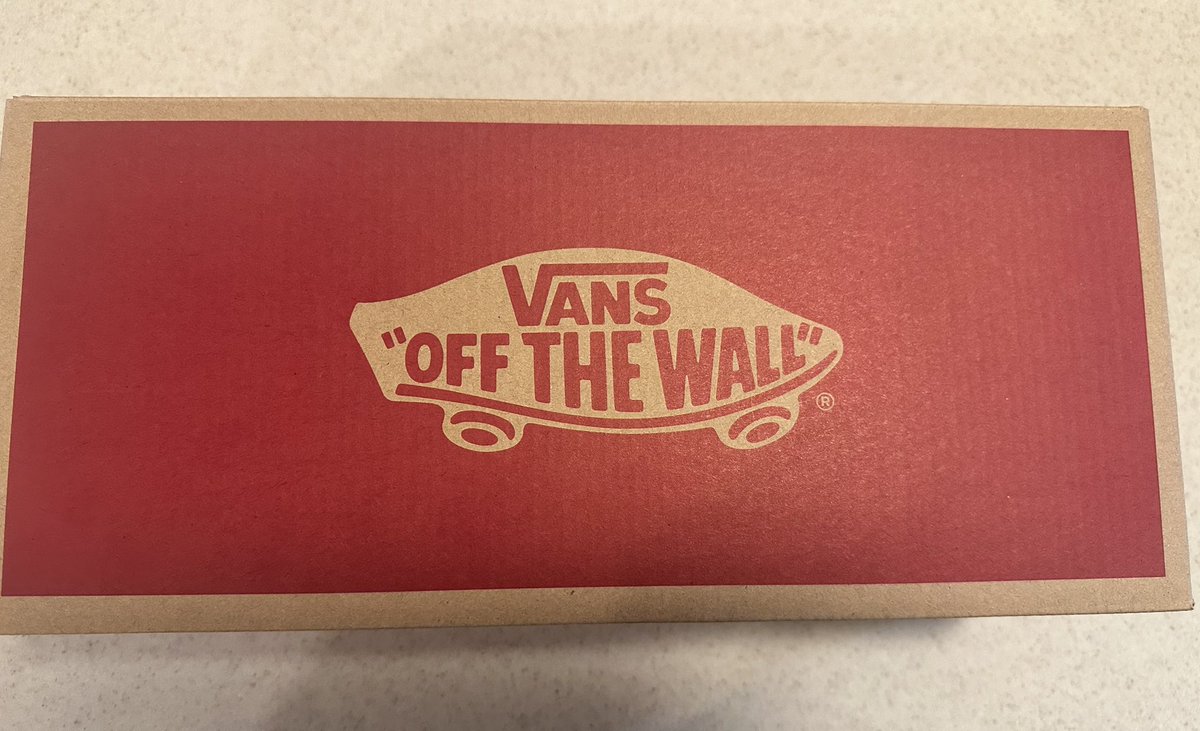 VANS
"OFF THE WALL"
®